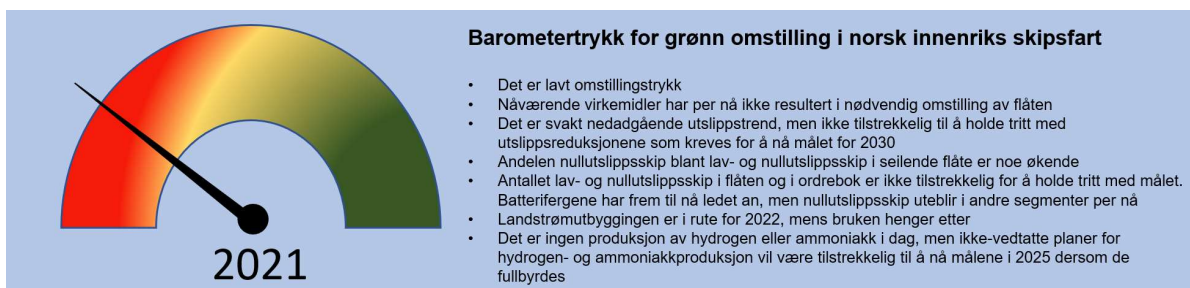 Barometertrykk for grønn omstilling i norsk innenriks skipsfart
• Det er lavt omstillingstrykk
• Nåværende virkemidler har per nå ikke resultert i nødvendig omstilling av flåten
• Det er svakt nedadgående utslippstrend, men ikke tilstrekkelig til å holde tritt med
utslippsreduksjonene som kreves for å nå målet for 2030
• Andelen nullutslippsskip blant lav- og nullutslippsskip i seilende flåte er noe økende
• Antallet lav- og nullutslippsskip i flåten og i ordrebok er ikke tilstrekkelig for å holde tritt med målet.
Batterifergene har frem til nå ledet an, men nullutslippsskip uteblir i andre segmenter per nå
• Landstrømutbyggingen er i rute for 2022, mens bruken henger etter
• Det er ingen produksjon av hydrogen eller ammoniakk i dag, men ikke-vedtatte planer for
hydrogen- og ammoniakkproduksjon vil være tilstrekkelig til å nå målene i 2025 dersom de
fullbyrdes
2021